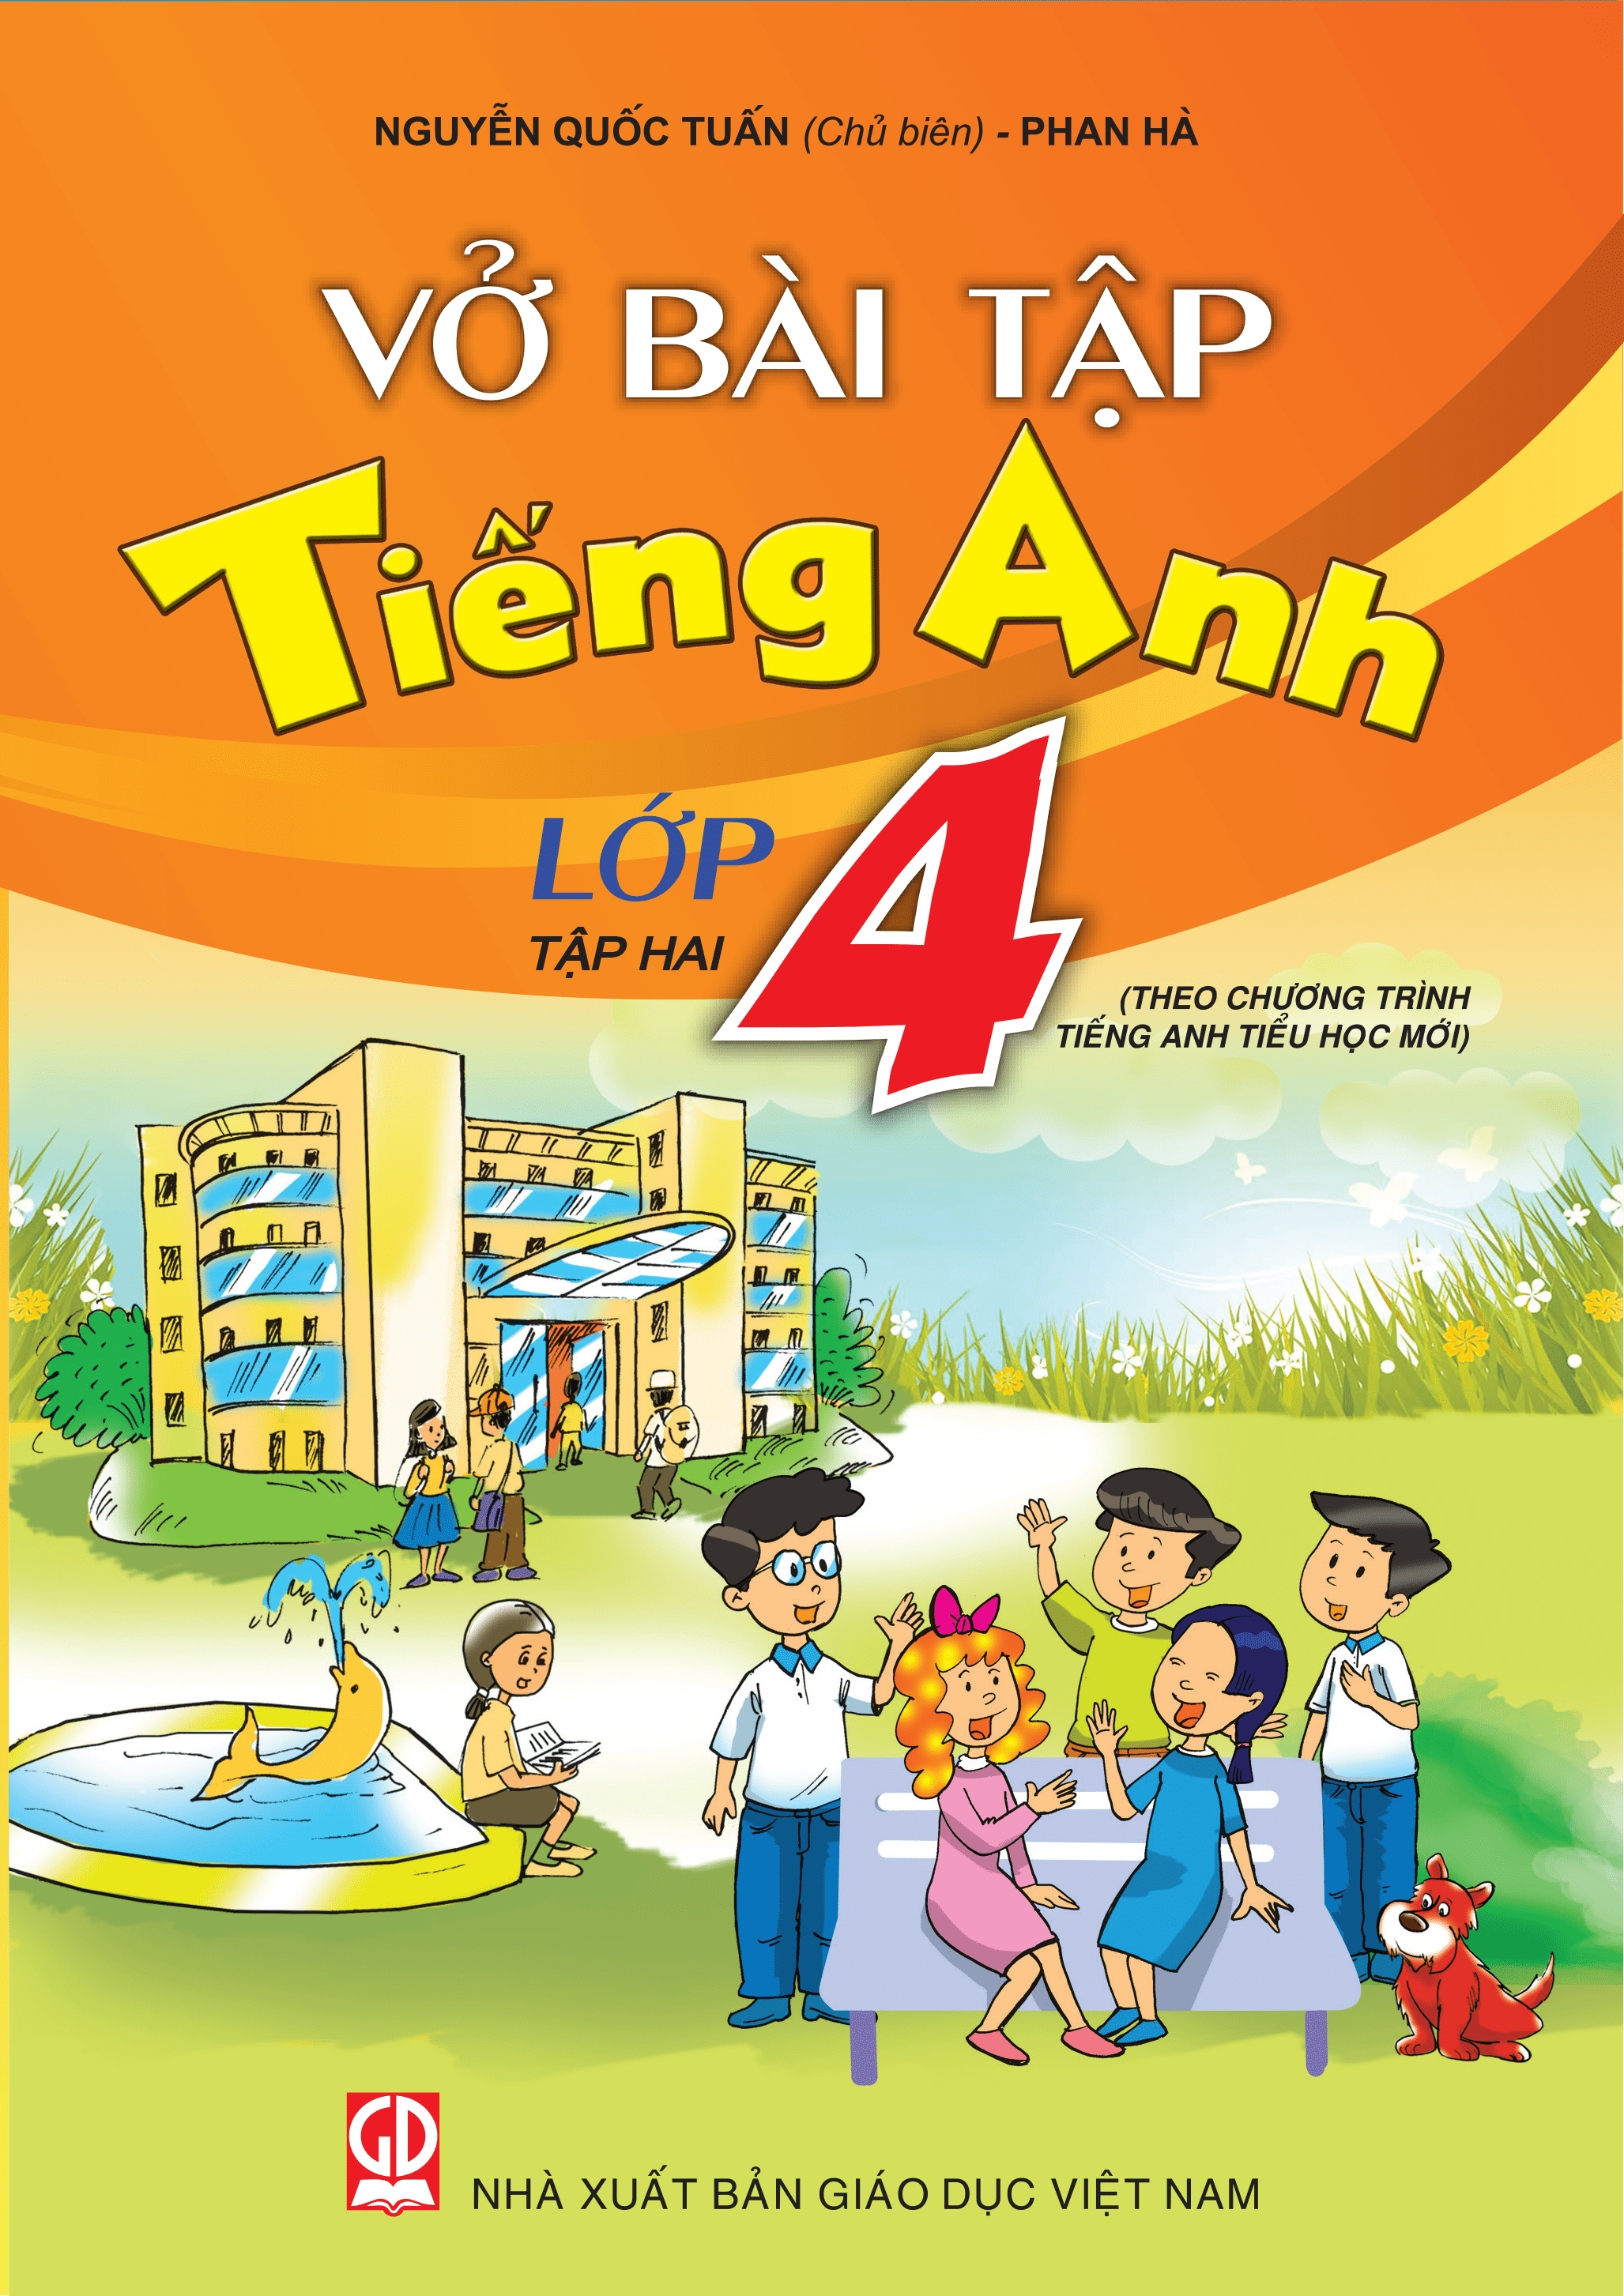 NGUYỄN QUỐC TUẤN (Chủ biên) - PHAN HÀ
VỞ BÀI TẬP
Tiếng Anh
LỚP 4
TẬP HAI
(THEO CHƯƠNG TRÌNH
TIẾNG ANH TIỂU HỌC MỚI)
GD
NHÀ XUẤT BẢN GIÁO DỤC VIỆT NAM